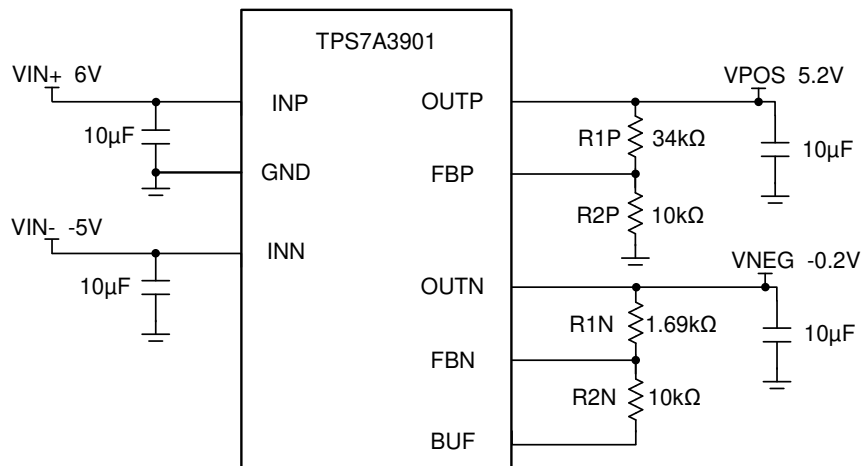 TPS7A3901
VIN+ 6V
INP
10µF
GND
VIN- -5V
INN
10µF
OUTP
VPOS 5.2V
R1P 34kΩ
10µF
FBP
R2P 10kΩ
OUTN
VNEG -0.2V
R1N 1.69kΩ
10µF
FBN
R2N 10kΩ
BUF